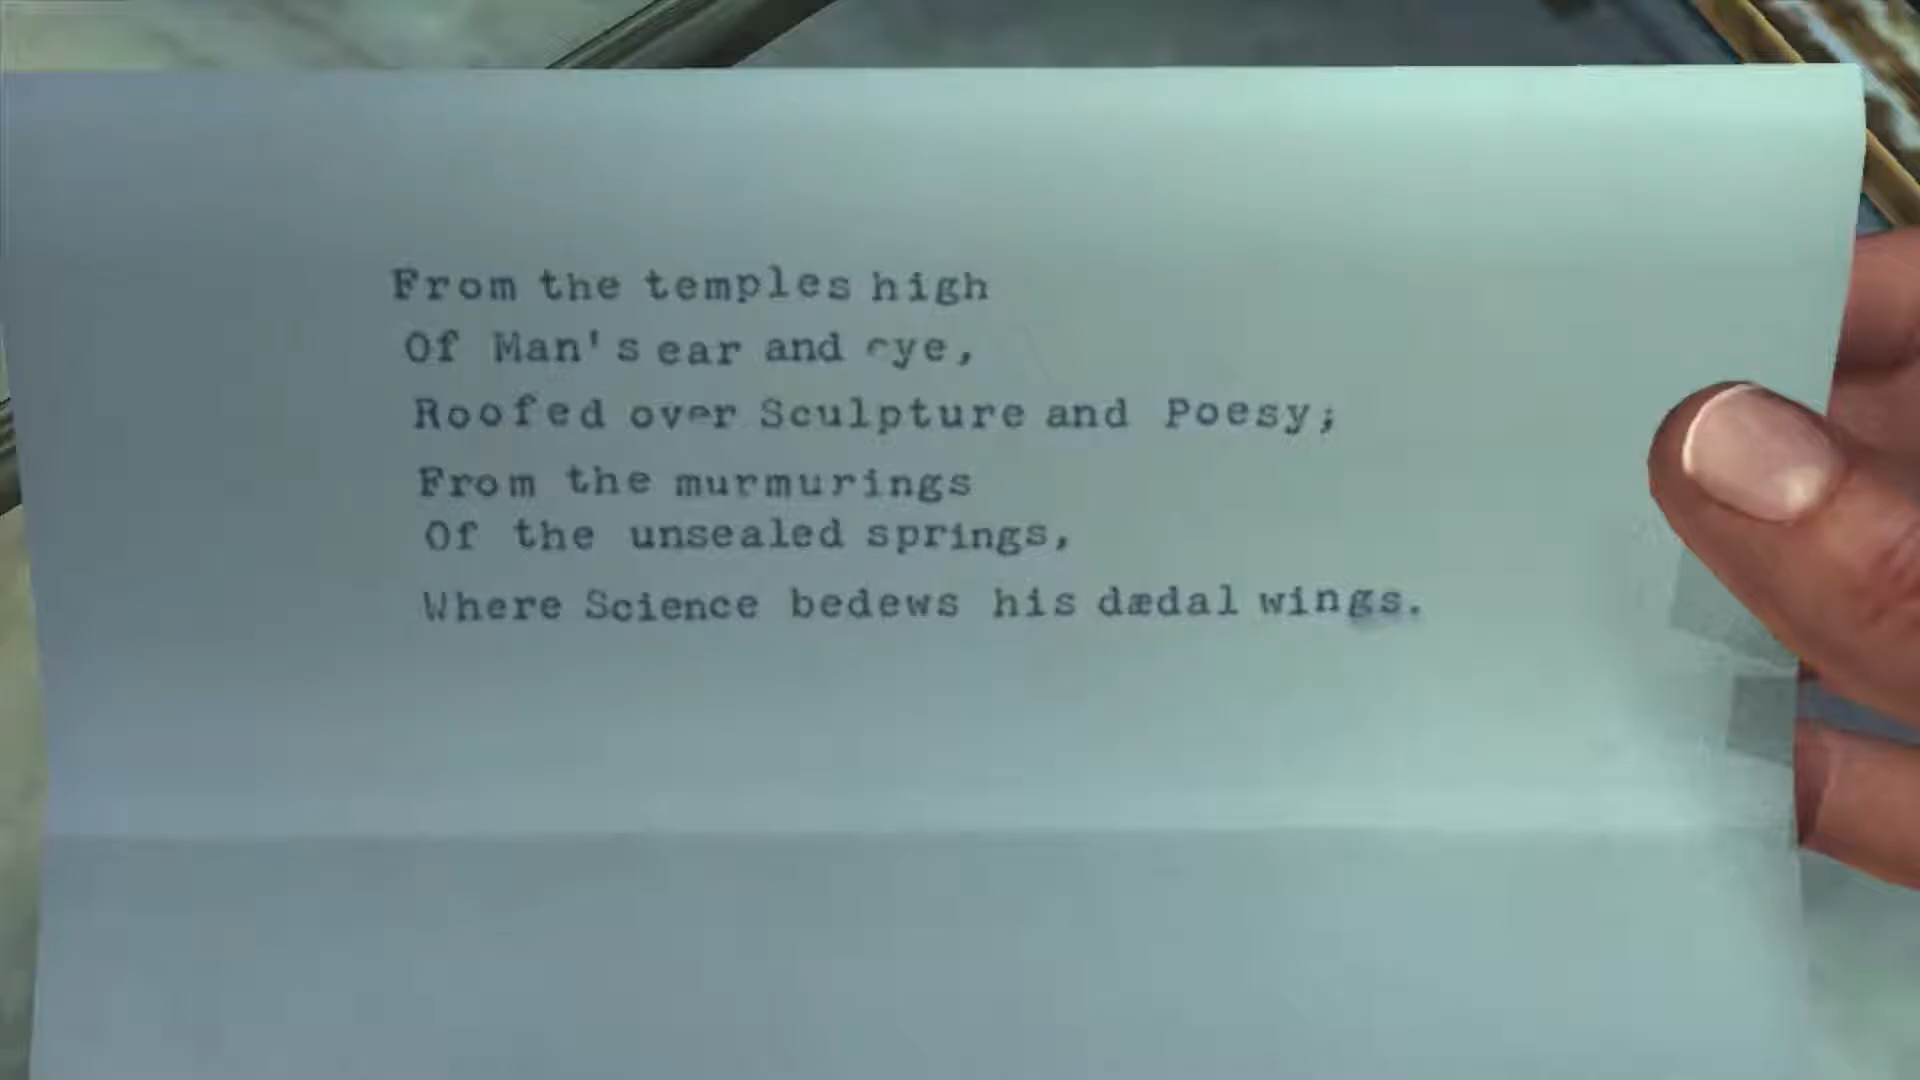 From the temples high
Of Man's ear and eye,
Roofed over Sculpture and Poesy;
From the murmurings
Of the unsealed springs,
Where Science bedews his dædal wings.